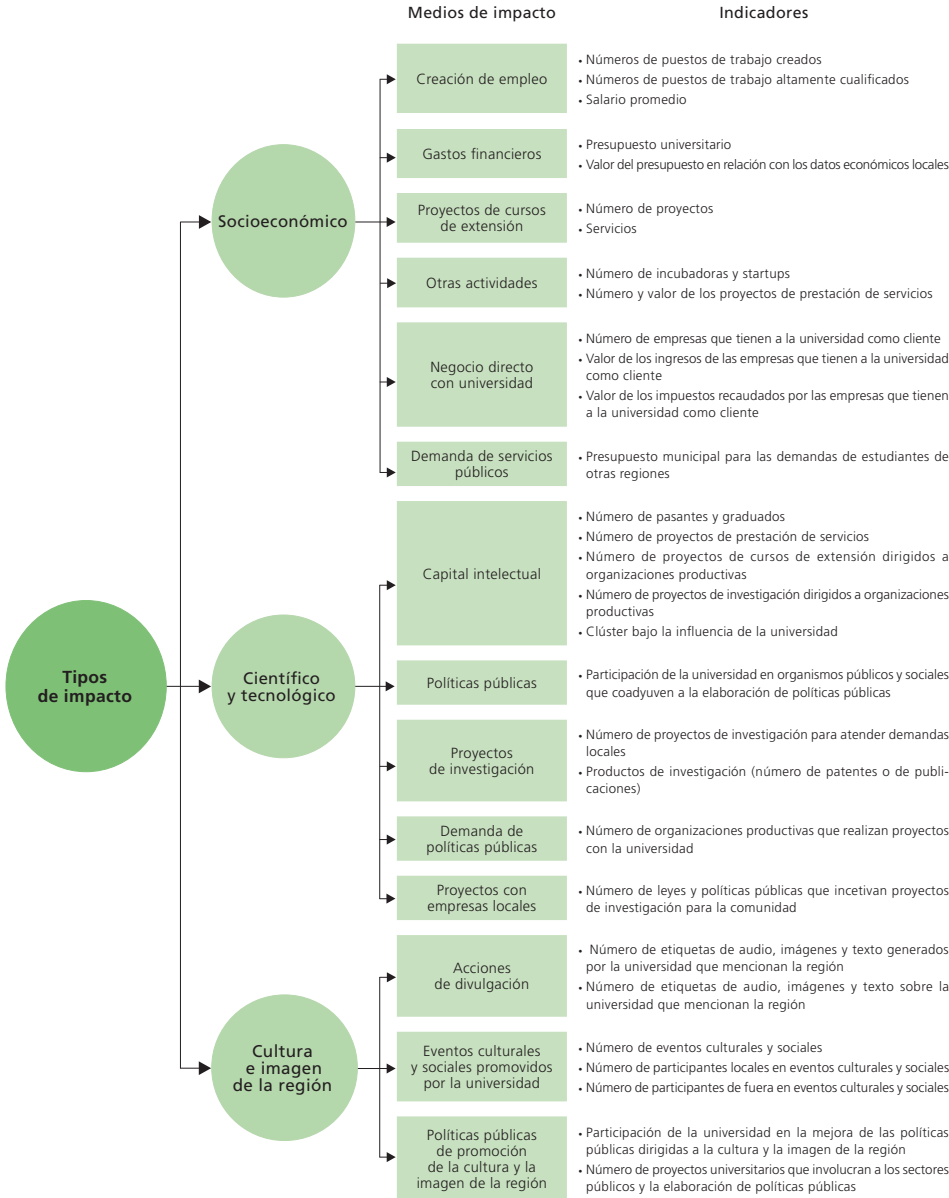 Medios de impacto
Indicadores
Tipos
de impacto
Socioeconómico
Creación de empleo
• Números de puestos de trabajo creados
• Números de puestos de trabajo altamente cualificados
• Salario promedio
Gastos financieros
• Presupuesto universitario
• Valor del presupuesto en relación con los datos económicos locales
Proyectos de cursos
de extensión
• Número de proyectos
• Servicios
Otras actividades
• Número de incubadoras y startups
• Número y valor de los proyectos de prestación de servicios
Negocio directo
con universidad
• Número de empresas que tienen a la universidad como cliente
• Valor de los ingresos de las empresas que tienen a la universidad
como cliente
• Valor de los impuestos recaudados por las empresas que tienen
a la universidad como cliente
Demanda de servicios
públicos
• Presupuesto municipal para las demandas de estudiantes de
otras regiones
Científico
y tecnológico
Capital intelectual
• Número de pasantes y graduados
• Número de proyectos de prestación de servicios
• Número de proyectos de cursos de extensión dirigidos a
organizaciones productivas
• Número de proyectos de investigación dirigidos a organizaciones
productivas
• Clúster bajo la influencia de la universidad
Políticas públicas
• Participación de la universidad en organismos públicos y sociales
que coadyuven a la elaboración de políticas públicas
Proyectos
de investigación
• Número de proyectos de investigación para atender demandas
locales
• Productos de investigación (número de patentes o de publi-
caciones)
Demanda de
políticas públicas
• Número de organizaciones productivas que realizan proyectos
con la universidad
Proyectos con
empresas locales
• Número de leyes y políticas públicas que incetivan proyectos
de investigación para la comunidad
Cultura
e imagen
de la región
Acciones
de divulgación
• Número de etiquetas de audio, imágenes y texto generados
por la universidad que mencionan la región
• Número de etiquetas de audio, imágenes y texto sobre la
universidad que mencionan la región
Eventos culturales
y sociales promovidos
por la universidad
• Número de eventos culturales y sociales
• Número de participantes locales en eventos culturales y sociales
• Número de participantes de fuera en eventos culturales y sociales
Políticas públicas
de promoción
de la cultura y la
imagen de la región
• Participación de la universidad en la mejora de las políticas
públicas dirigidas a la cultura y la imagen de la región
• Número de proyectos universitarios que involucran a los sectores
públicos y la elaboración de políticas públicas